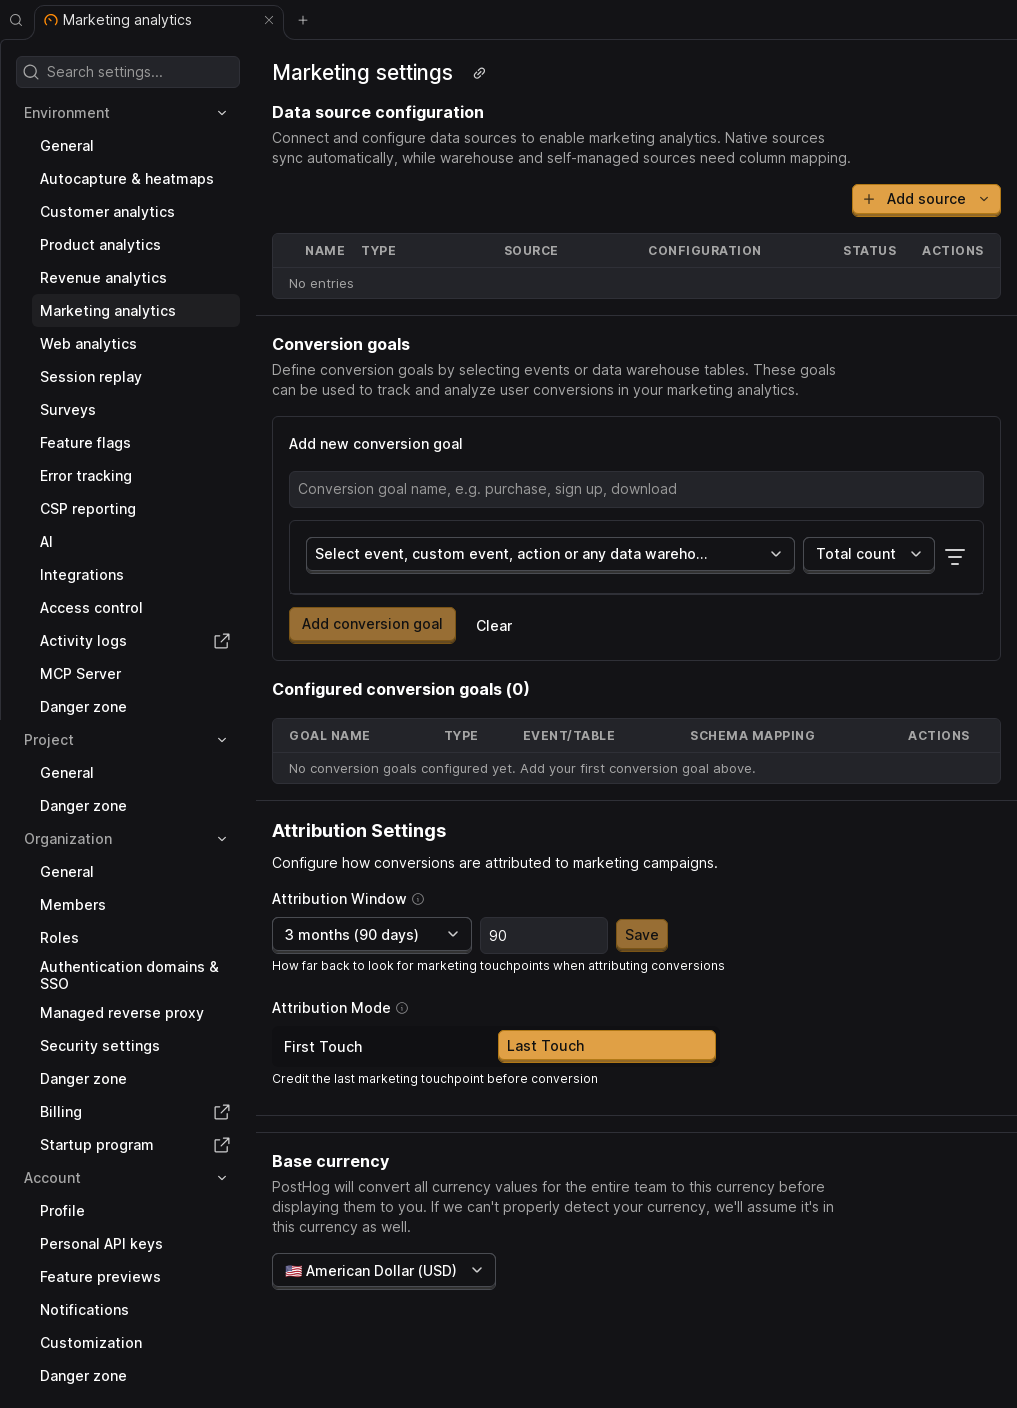 Marketing analytics
Search settings...
Environment
General
Autocapture & heatmaps
Customer analytics
Product analytics
Revenue analytics
Marketing analytics
Web analytics
Session replay
Surveys
Feature flags
Error tracking
CSP reporting
AI
Integrations
Access control
Activity logs
MCP Server
Danger zone
Project
General
Danger zone
Organization
General
Members
Roles
Authentication domains &
SSO
Managed reverse proxy
Security settings
Danger zone
Billing
Startup program
Account
Profile
Personal API keys
Feature previews
Notifications
Customization
Danger zone
Marketing settings
Data source configuration
Connect and configure data sources to enable marketing analytics. Native sources
sync automatically, while warehouse and self-managed sources need column mapping.
Add source
NAME TYPE SOURCE CONFIGURATION STATUS ACTIONS
No entries
Conversion goals
Define conversion goals by selecting events or data warehouse tables. These goals
can be used to track and analyze user conversions in your marketing analytics.
Add new conversion goal
Conversion goal name, e.g. purchase, sign up, download
Select event, custom event, action or any data wareho... Total count
Add conversion goal Clear
Configured conversion goals (0)
GOAL NAME TYPE EVENT/TABLE SCHEMA MAPPING ACTIONS
No conversion goals configured yet. Add your first conversion goal above.
Attribution Settings
Configure how conversions are attributed to marketing campaigns.
Attribution Window
3 months (90 days) 90 Save
How far back to look for marketing touchpoints when attributing conversions
Attribution Mode
First Touch Last Touch
Credit the last marketing touchpoint before conversion
Base currency
PostHog will convert all currency values for the entire team to this currency before
displaying them to you. If we can't properly detect your currency, we'll assume it's in
this currency as well.
🇺🇸 American Dollar (USD)